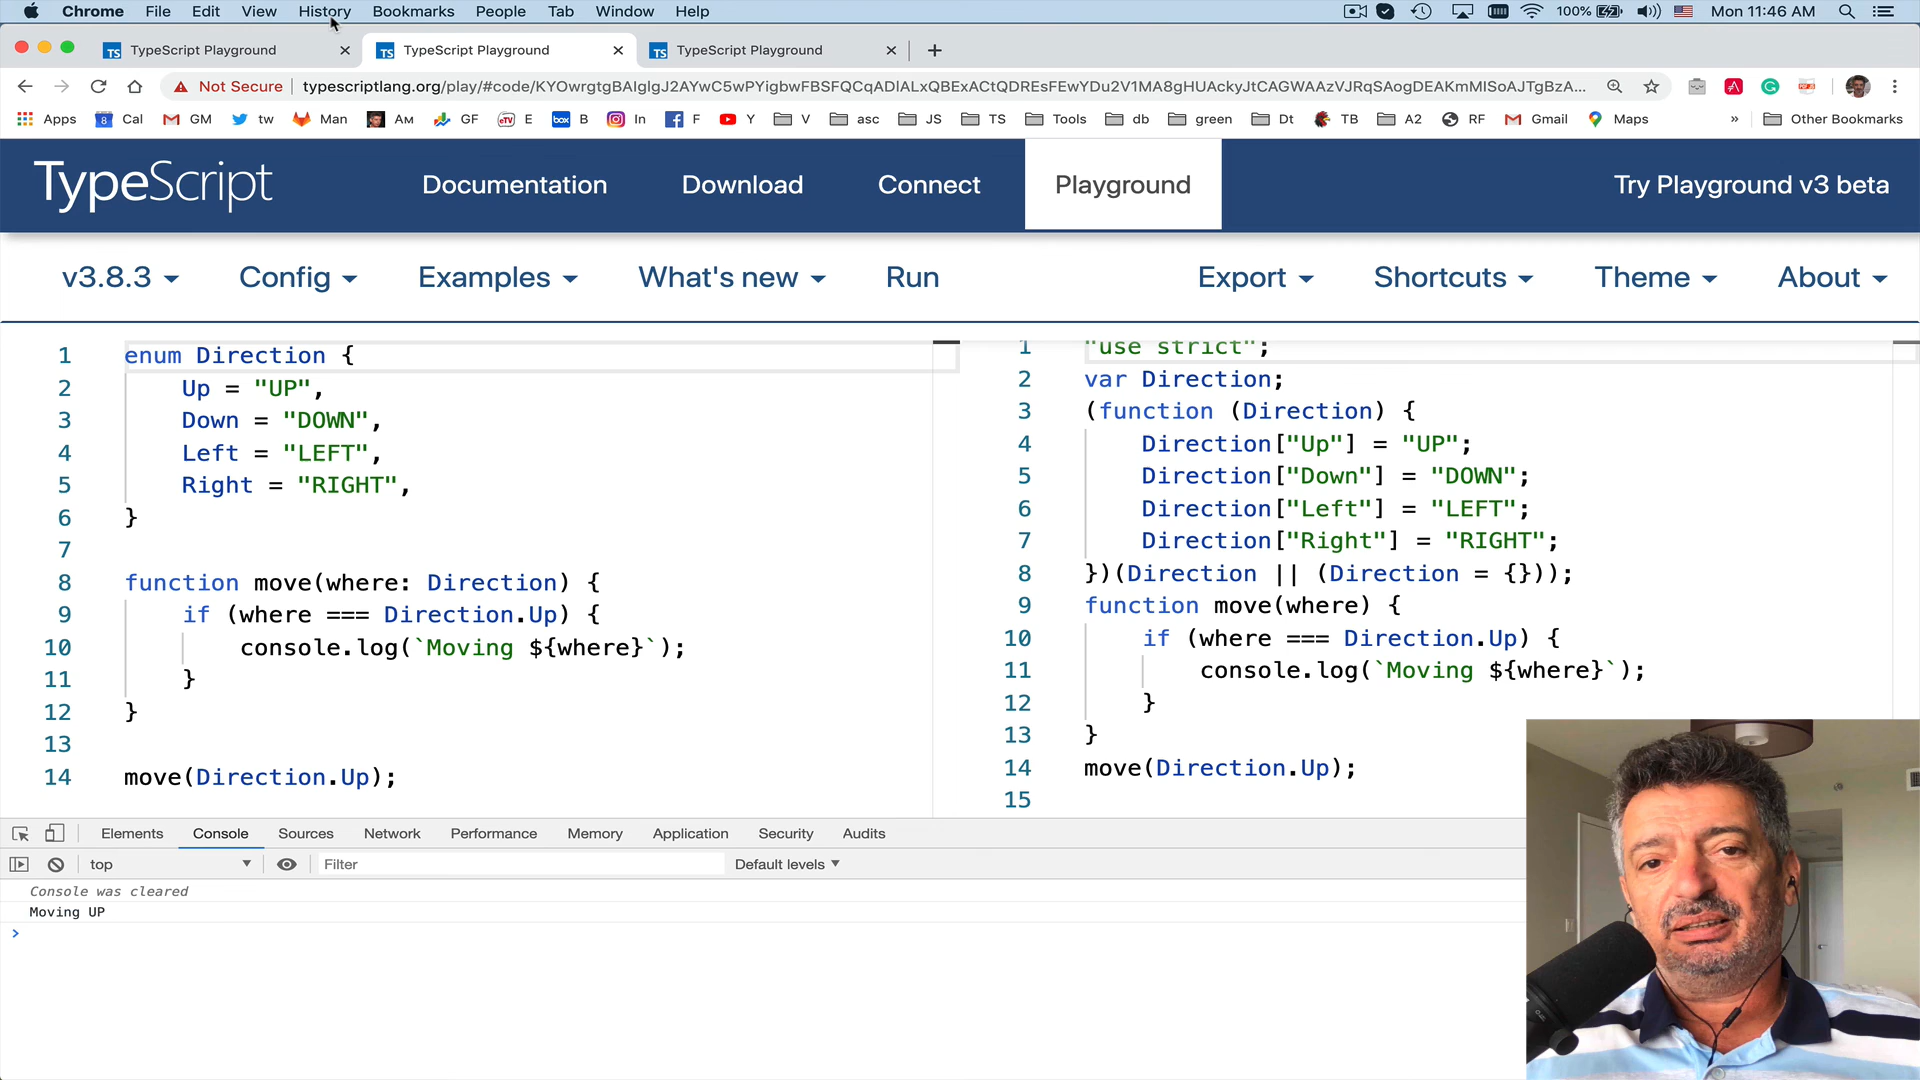 Chrome File Edit View History Bookmarks People Tab Window Help 100% Mon 11:46 AM
TypeScript Playground TypeScript Playground TypeScript Playground
Not Secure typescriptlang.org/play/#code/KYOwrgtgBAIglgJ2AYwC5wPYigbwFBSFQCqADlALxQBExACtQDREsFEwYDu2V1MA8gHUAckyJtCAGWAAzVJRqSAogDEAKmMISoAJTgBzA...
Apps Cal GM tw Man Ам GF E B In F Y V asc JS TS Tools db green Dt TB A2 RF Gmail Maps » Other Bookmarks
TypeScript Documentation Download Connect Playground Try Playground v3 beta
v3.8.3 Config Examples What's new Run Export Shortcuts Theme About
1 enum Direction {
2 Up = "UP",
3 Down = "DOWN",
4 Left = "LEFT",
5 Right = "RIGHT",
6 }
7
8 function move(where: Direction) {
9 if (where === Direction.Up) {
10 console.log(`Moving ${where}`);
11 }
12 }
13
14 move(Direction.Up);
1 "use strict";
2 var Direction;
3 (function (Direction) {
4 Direction["Up"] = "UP";
5 Direction["Down"] = "DOWN";
6 Direction["Left"] = "LEFT";
7 Direction["Right"] = "RIGHT";
8 })(Direction || (Direction = {}));
9 function move(where) {
10 if (where === Direction.Up) {
11 console.log(`Moving ${where}`);
12 }
13 }
14 move(Direction.Up);
15
Elements Console Sources Network Performance Memory Application Security Audits
top Filter Default levels
Console was cleared
Moving UP